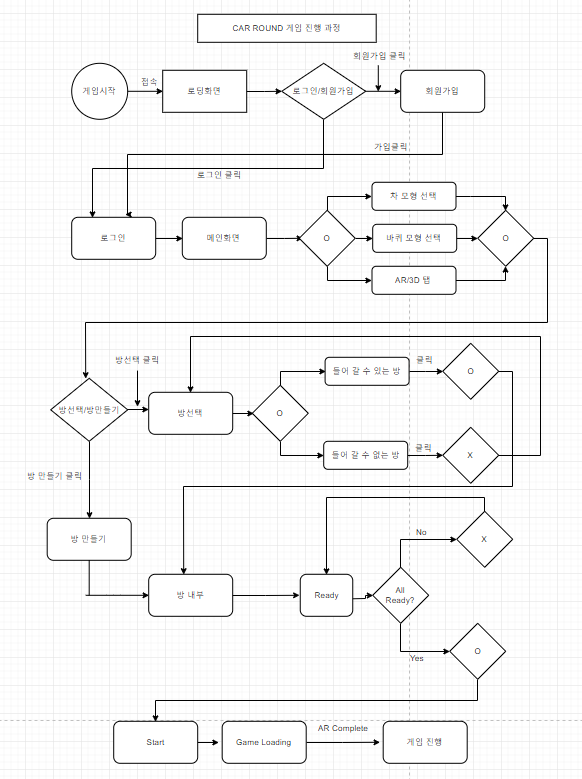 CAR ROUND 게임 진행 과정
회원가입 클릭
게임시작
접속
로딩화면
로그인/회원가입
회원가입
가입클릭
로그인 클릭
로그인
메인화면
O
차 모형 선택
바퀴 모형 선택
AR/3D 탭
O
방선택 클릭
방선택/방만들기
방선택
O
들어 갈 수 있는 방
클릭
O
들어 갈 수 없는 방
클릭
X
방 만들기 클릭
방 만들기
방 내부
Ready
All
Ready?
No
X
Yes
O
Start
Game Loading
AR Complete
게임 진행